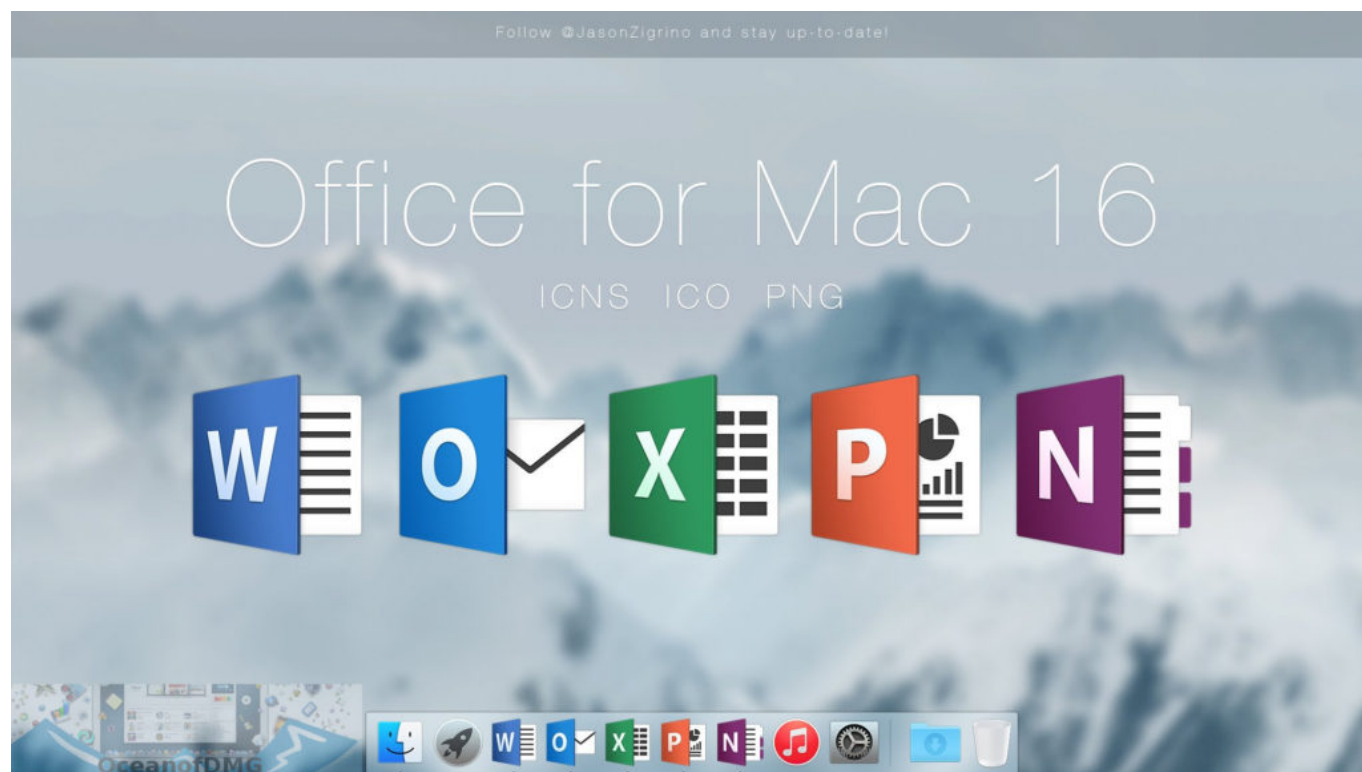 Follow @JasonZigrino and stay up-to-date!
Office for Mac 16
ICNS ICO PNG
W O X P N
W O X P N
OceanofDMG